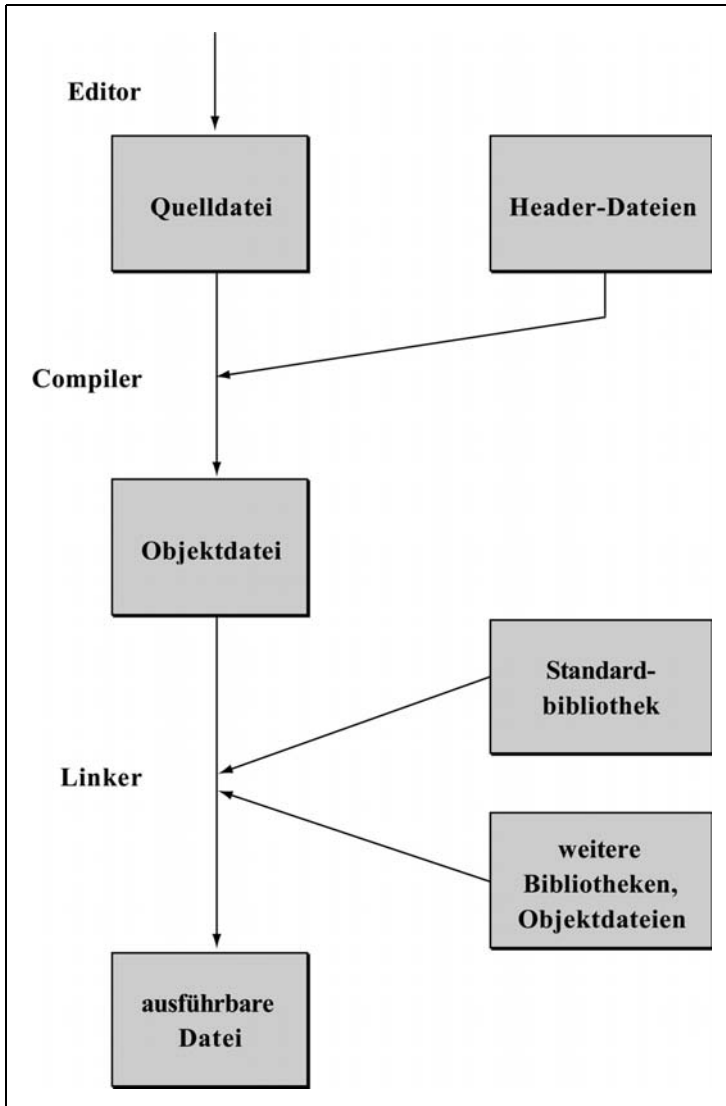 Editor
Quelldatei
Header-Dateien
Compiler
Objektdatei
Standard-
bibliothek
Linker
weitere
Bibliotheken,
Objektdateien
ausführbare
Datei